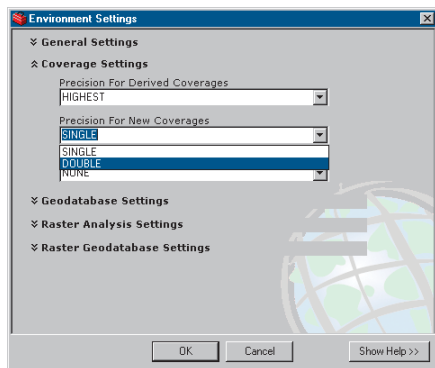 Environment Settings
General Settings
Coverage Settings
Precision For Derived Coverages
HIGHEST
Precision For New Coverages
SINGLE
SINGLE
DOUBLE
NONE
Geodatabase Settings
Raster Analysis Settings
Raster Geodatabase Settings
OK Cancel Show Help >>